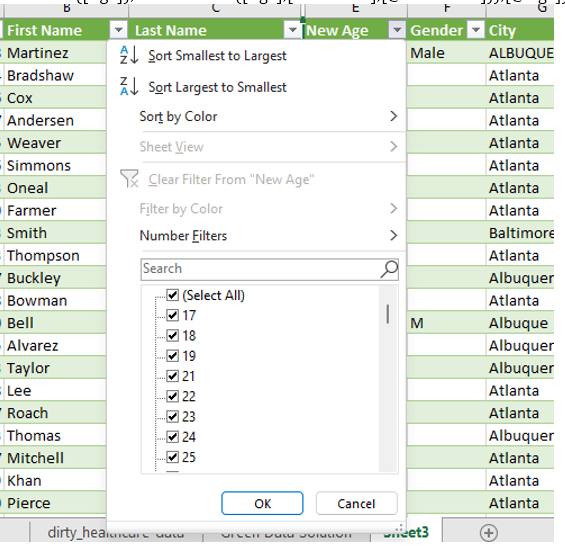 B C E F G
First Name Last Name New Age Gender City
Martinez Male ALBUQUE
Bradshaw Atlanta
Cox Atlanta
Andersen Atlanta
Weaver Atlanta
Simmons Atlanta
Oneal Atlanta
Farmer Atlanta
Smith Baltimore
Thompson Atlanta
Buckley Albuquer
Bowman Atlanta
Bell M Albuque
Alvarez Albuquer
Taylor Albuquer
Lee Atlanta
Roach Atlanta
Thomas Albuquer
Mitchell Atlanta
Khan Atlanta
Pierce Atlanta
Sort Smallest to Largest
Sort Largest to Smallest
Sort by Color
Sheet View
Clear Filter From "New Age"
Filter by Color
Number Filters
Search
(Select All)
17
18
19
21
22
23
24
25
OK Cancel
dirty_healthcare_data Green Data Solution Sheet3